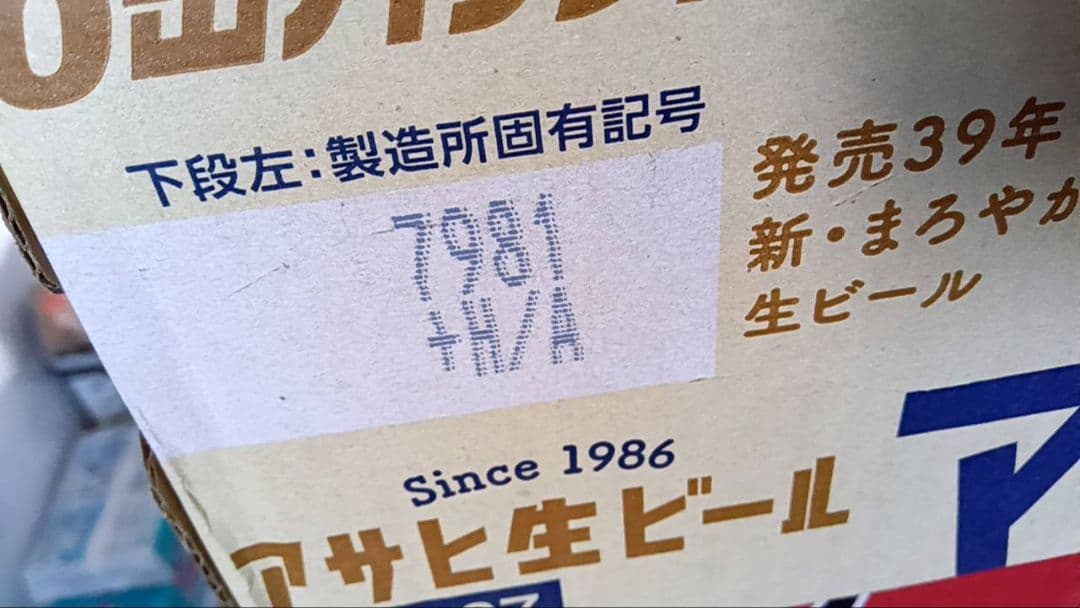 下段左：製造所固有記号
7981
+H/A
発売39年
新・まろやか
生ビール
Since 1986
アサヒ生ビール
ア